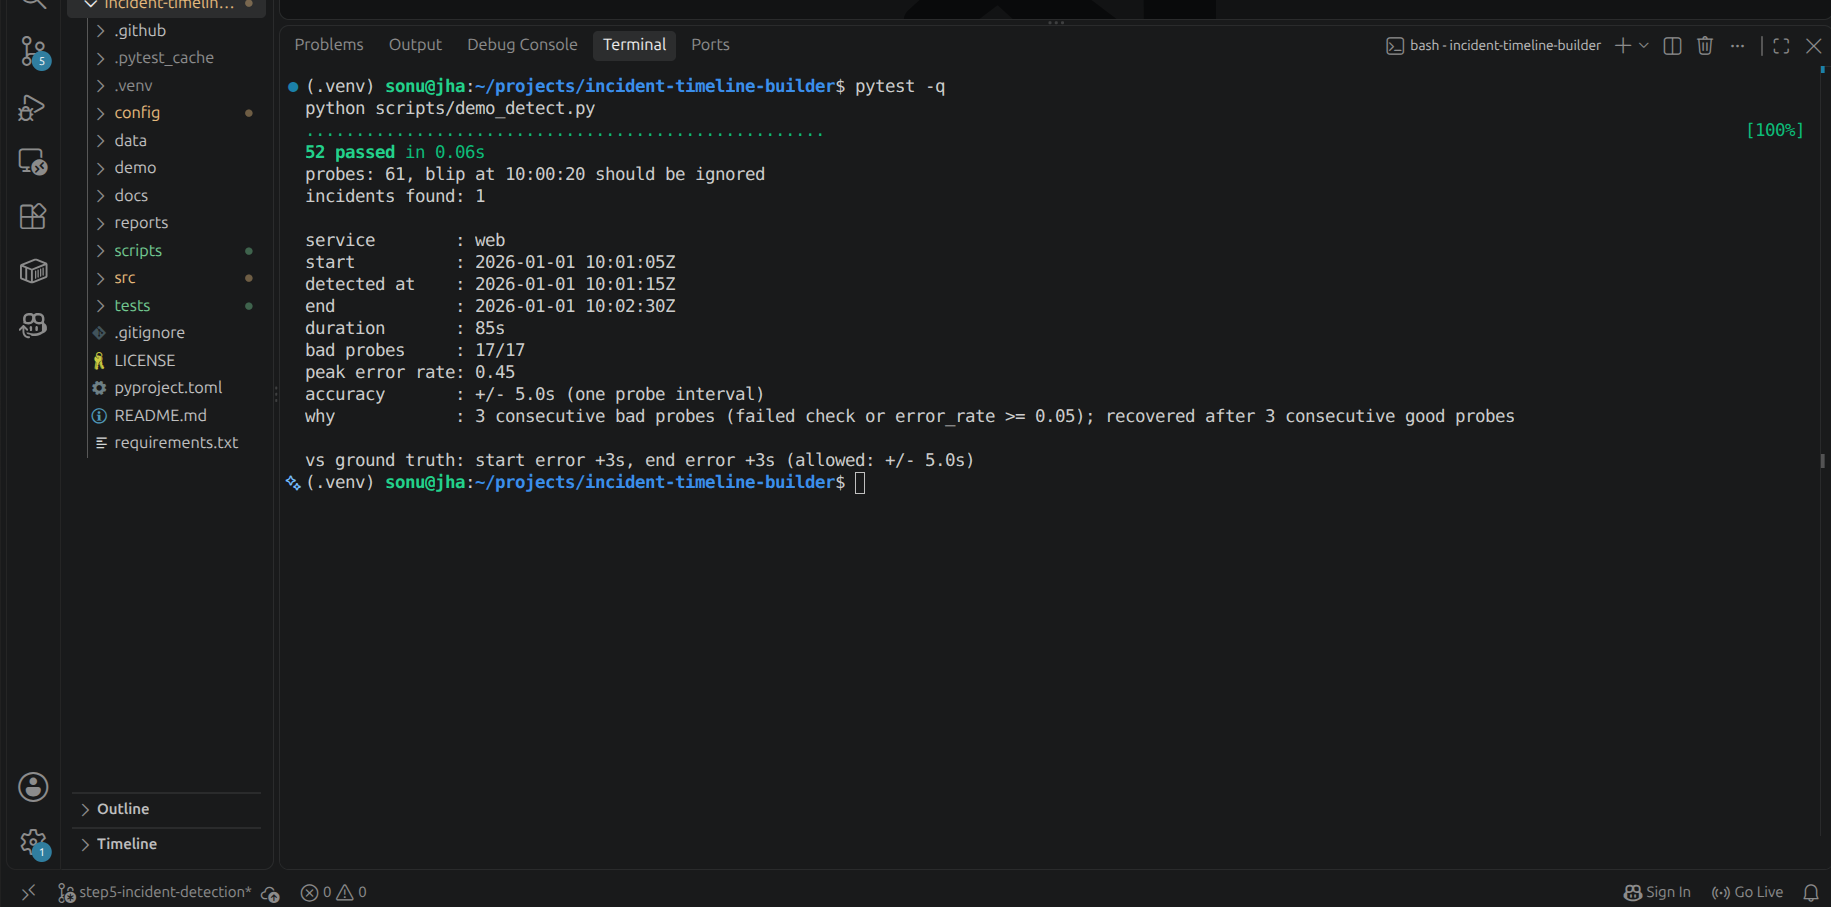 incident-timelin...
.github
.pytest_cache
.venv
config
data
demo
docs
reports
scripts
src
tests
.gitignore
LICENSE
pyproject.toml
README.md
requirements.txt
Outline
Timeline
5
1
Problems Output Debug Console Terminal Ports
bash - incident-timeline-builder
(.venv) sonu@jha:~/projects/incident-timeline-builder$ pytest -q
python scripts/demo_detect.py
.................................................... [100%]
52 passed in 0.06s
probes: 61, blip at 10:00:20 should be ignored
incidents found: 1
service : web
start : 2026-01-01 10:01:05Z
detected at : 2026-01-01 10:01:15Z
end : 2026-01-01 10:02:30Z
duration : 85s
bad probes : 17/17
peak error rate: 0.45
accuracy : +/- 5.0s (one probe interval)
why : 3 consecutive bad probes (failed check or error_rate >= 0.05); recovered after 3 consecutive good probes
vs ground truth: start error +3s, end error +3s (allowed: +/- 5.0s)
(.venv) sonu@jha:~/projects/incident-timeline-builder$
step5-incident-detection* 0 0 Sign In Go Live